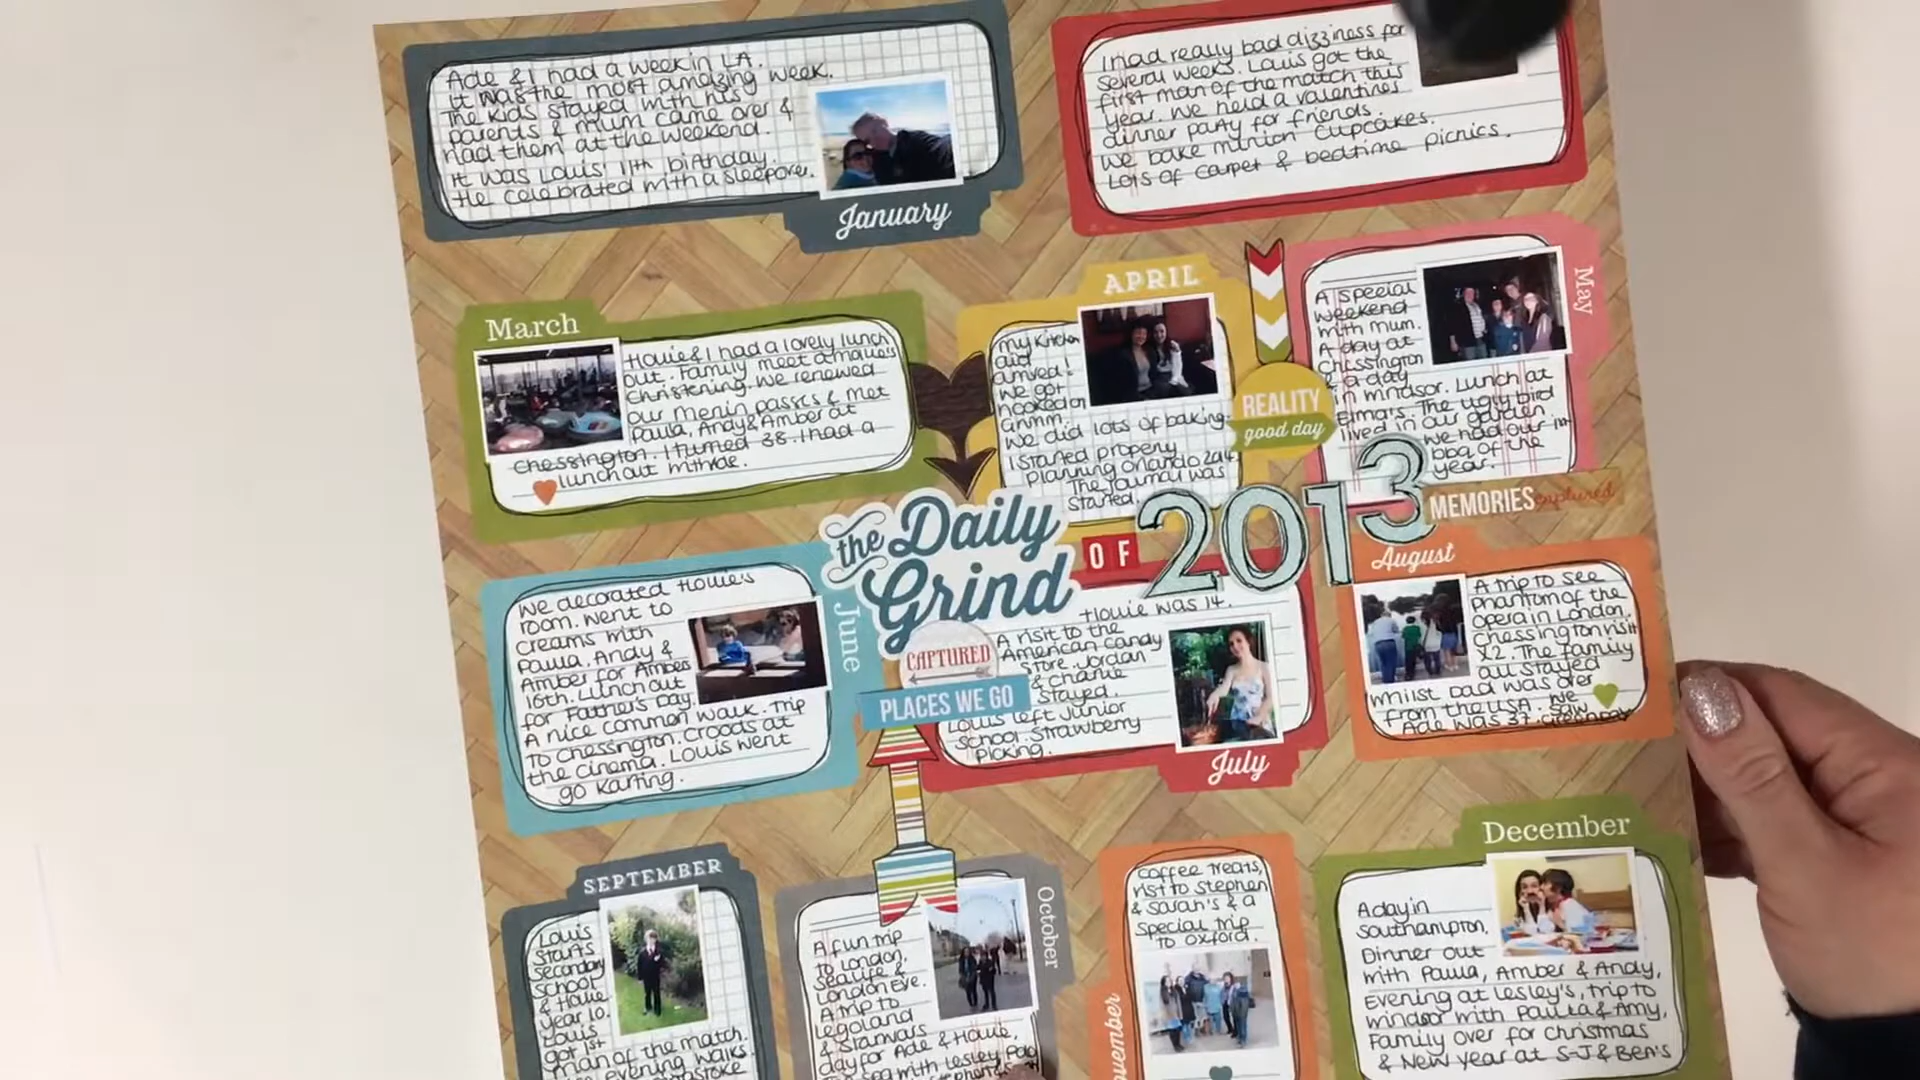 Ade & I had a week in LA.
It was the most amazing week.
The kids stayed with his
parents & mum came over &
had them at the weekend.
It was Louis' 11th birthday.
He celebrated with a sleepover.
January
I had really bad dizziness for
several weeks. Louis got the
first man of the match this
year. We held a valentines
dinner party for friends.
We bake minion cupcakes.
Lots of carpet & bedtime picnics.
March
Howie & I had a lovely lunch
out. Family meet a
christening. We renewed
our merlin passes & met
Paula, Andy & Amber at
Chessington. I turned 38. I had a
lunch out with
APRIL
my kitchen
aid
arrived.
we got
hooked on
We did lots of baking.
I started properly
planning Orlando 2014
The journal was
started.
May
A special
weekend
with mum.
A day at
Chessington
& a day
in Windsor. Lunch at
Erma's. The ugly bird
lived in our garden.
we had our 1st
bbq of the
year.
REALITY
good day
the Daily
Grind
OF
2013
MEMORIES captured
June
We decorated Howie's
room. Went to
Creams with
Paula, Andy &
Amber for Ambers
16th. Lunch out
for Father's Day.
A nice common walk. Trip
to Chessington. Croods at
the cinema. Louis went
go karting.
CAPTURED
PLACES WE GO
Howie was 14.
A visit to the
American Candy
store. Jordan
& Charlie
stayed.
Louis left Junior
school. Strawberry
Picking.
July
August
A trip to see
Phantom of the
Opera in London.
Chessington visit
x2. The family
all stayed
whilst dad was over
from the USA. We
saw
Ade was 37.
SEPTEMBER
Louis
starts
secondary
school
& Howie
year 10.
Louis
got 1st
man of the match.
evening walks.
October
A fun trip
to London,
Sealife &
London Eye.
A trip to
Legoland
& Starwars
day for Ade & Howie,
spa with Lesley
November
Coffee treats,
visit to Stephen
& Sarah's & a
special trip
to Oxford.
December
A day in
Southampton.
Dinner out
with Paula, Amber & Andy,
Evening at Lesley's, trip to
Windsor with Paula & Amy,
Family over for Christmas
& New Year at S-J & Ben's